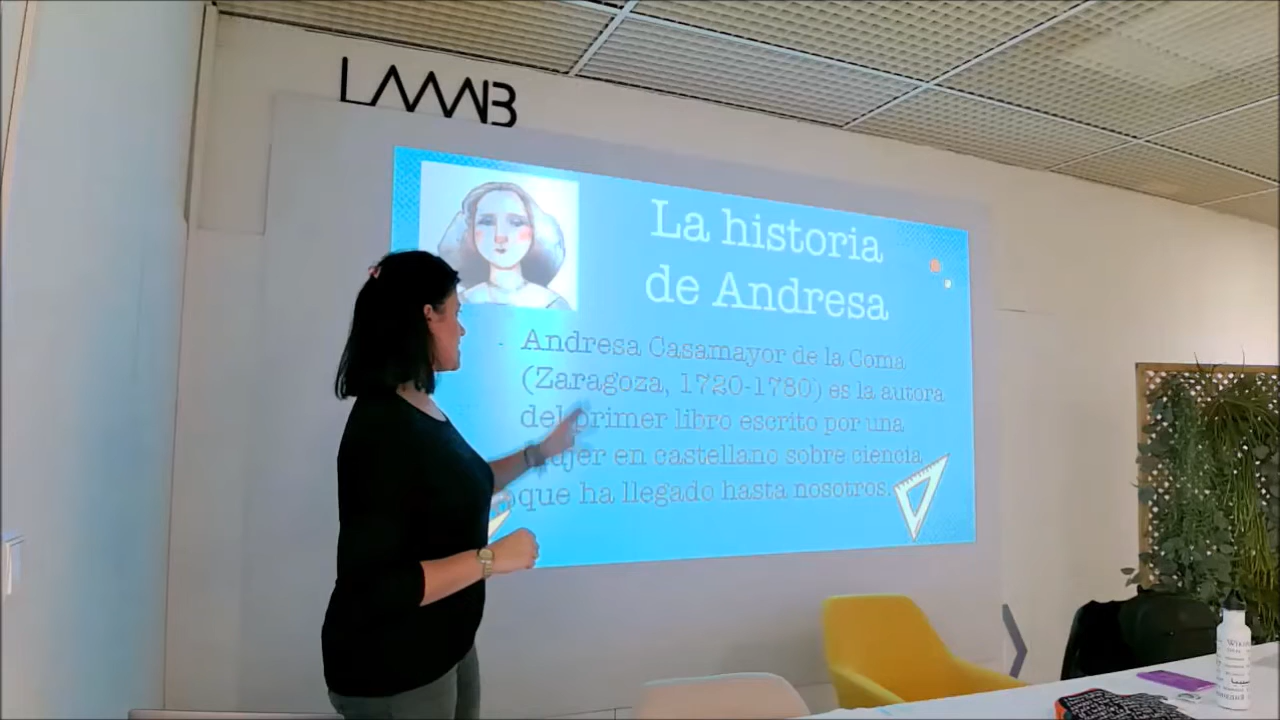 LAAAB
La historia
de Andresa
Andresa Casamayor de la Coma
(Zaragoza, 1720-1780) es la autora
del primer libro escrito por una
mujer en castellano sobre ciencia
que ha llegado hasta nosotros.